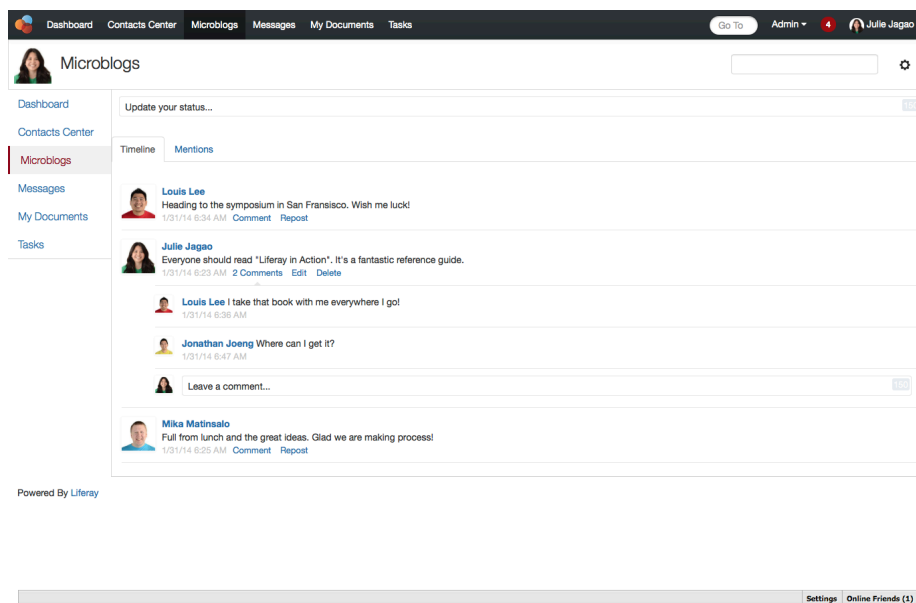 Dashboard Contacts Center Microblogs Messages My Documents Tasks Go To Admin 4 Julie Jagao
Microblogs
Dashboard
Contacts Center
Microblogs
Messages
My Documents
Tasks
Update your status...
Timeline Mentions
Louis Lee
Heading to the symposium in San Fransisco. Wish me luck!
1/31/14 6:34 AM Comment Repost
Julie Jagao
Everyone should read "Liferay in Action". It's a fantastic reference guide.
1/31/14 6:23 AM 2 Comments Edit Delete
Louis Lee I take that book with me everywhere I go!
1/31/14 6:36 AM
Jonathan Joeng Where can I get it?
1/31/14 6:47 AM
Leave a comment... 150
Mika Matinsalo
Full from lunch and the great ideas. Glad we are making process!
1/31/14 6:25 AM Comment Repost
Powered By Liferay
Settings Online Friends (1)